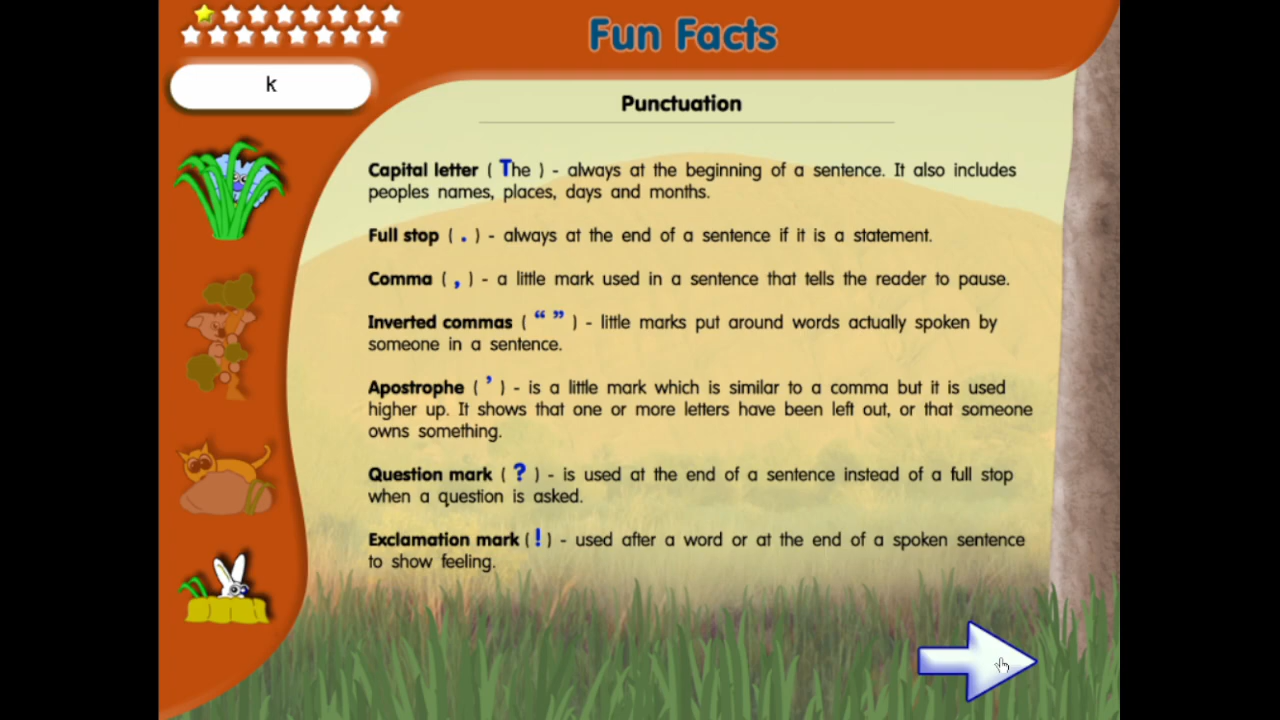 Fun Facts
k
Punctuation
Capital letter ( The ) - always at the beginning of a sentence. It also includes
peoples names, places, days and months.
Full stop ( . ) - always at the end of a sentence if it is a statement.
Comma ( , ) - a little mark used in a sentence that tells the reader to pause.
Inverted commas ( “ ” ) - little marks put around words actually spoken by
someone in a sentence.
Apostrophe ( ’ ) - is a little mark which is similar to a comma but it is used
higher up. It shows that one or more letters have been left out, or that someone
owns something.
Question mark ( ? ) - is used at the end of a sentence instead of a full stop
when a question is asked.
Exclamation mark ( ! ) - used after a word or at the end of a spoken sentence
to show feeling.